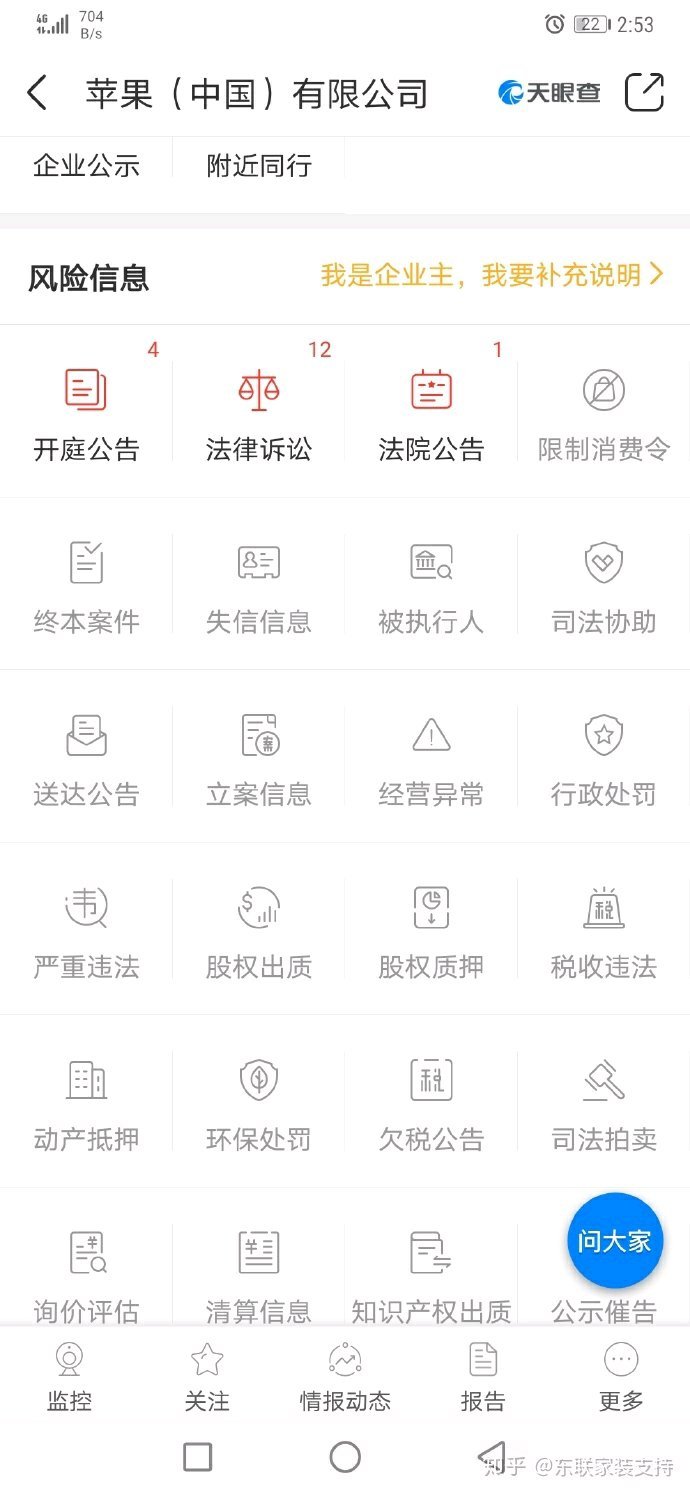 4G 704 B/s 22 2:53
苹果（中国）有限公司 天眼查
企业公示 附近同行
风险信息 我是企业主，我要补充说明
4 12 1
开庭公告 法律诉讼 法院公告 限制消费令
终本案件 失信信息 被执行人 司法协助
案
送达公告 立案信息 经营异常 行政处罚
韦 $ 税
严重违法 股权出质 股权质押 税收违法
税
动产抵押 环保处罚 欠税公告 司法拍卖
¥ ¥
问大家
询价评估 清算信息 知识产权出质 公示催告
监控 关注 情报动态 报告 更多
知乎 @东联家装支持